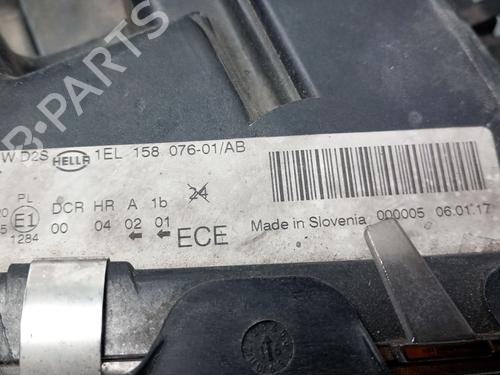 W D2S HELLA 1EL 158 076-01/AB
PL DCR HR A 1b 24
E1 00 04 02 01
1284 ECE
Made in Slovenia 000005 06.01.17
B-PARTS